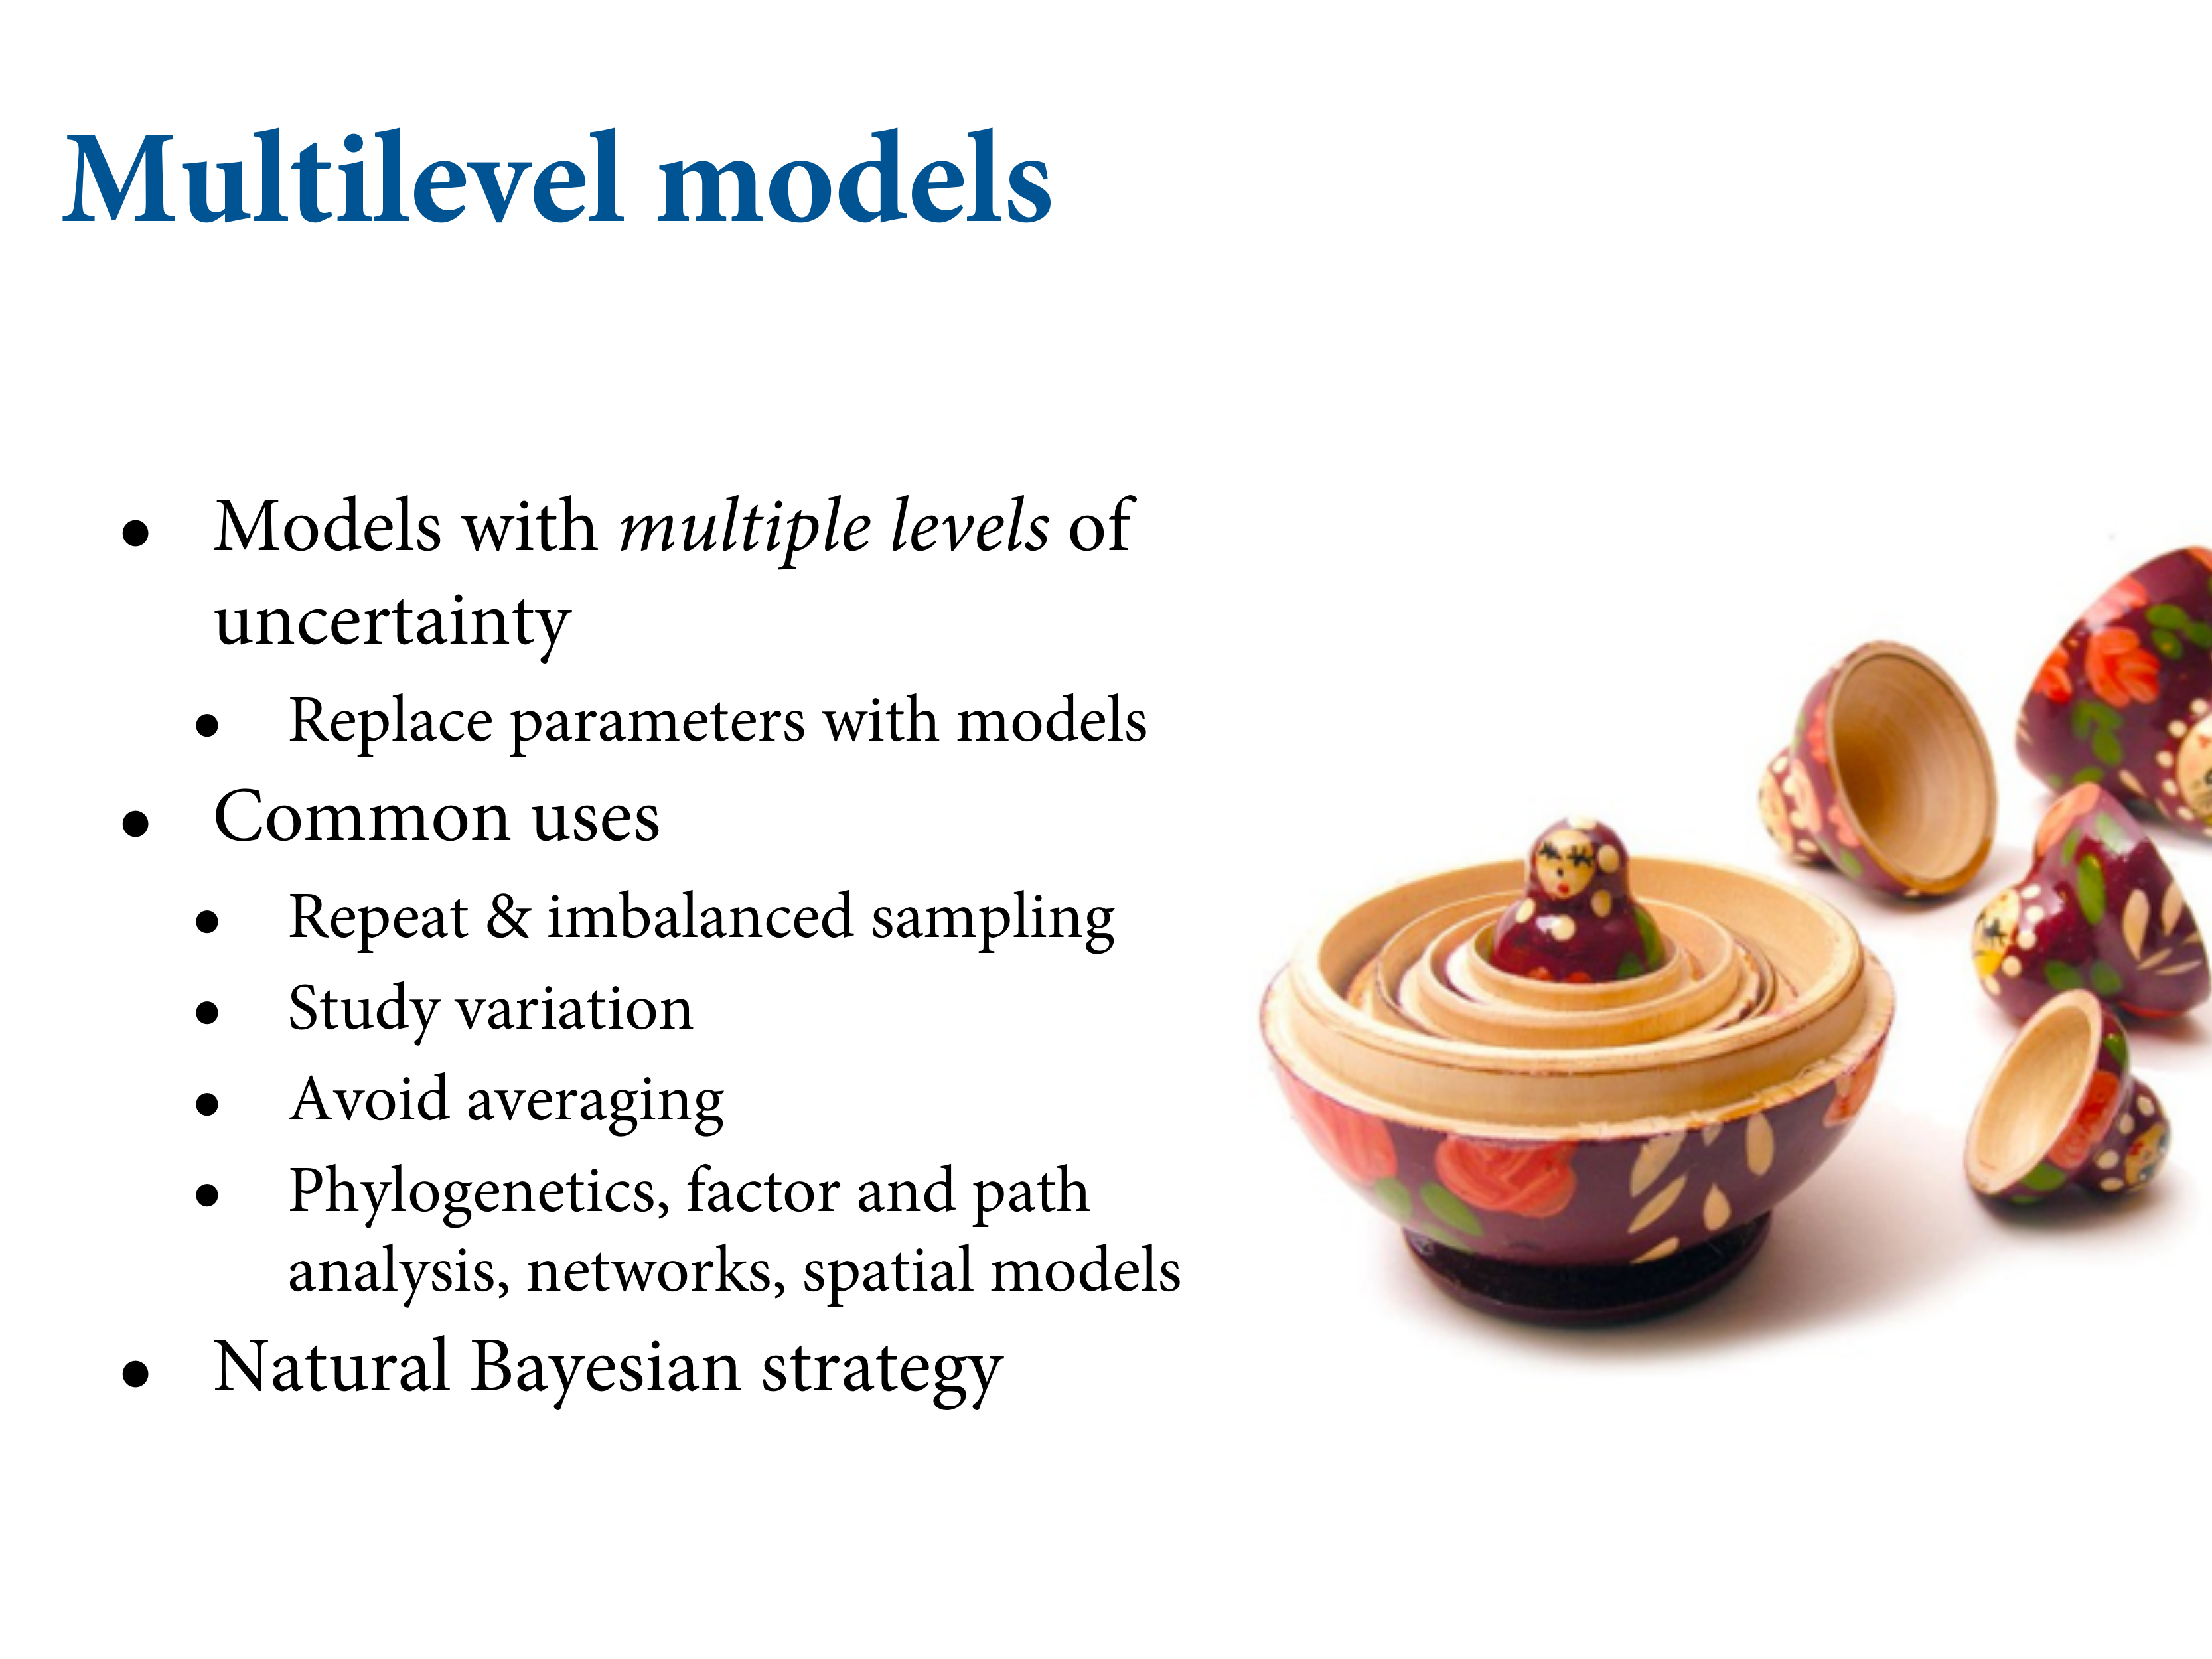 Multilevel models
• Models with multiple levels of
uncertainty
• Replace parameters with models
• Common uses
• Repeat & imbalanced sampling
• Study variation
• Avoid averaging
• Phylogenetics, factor and path
analysis, networks, spatial models
• Natural Bayesian strategy